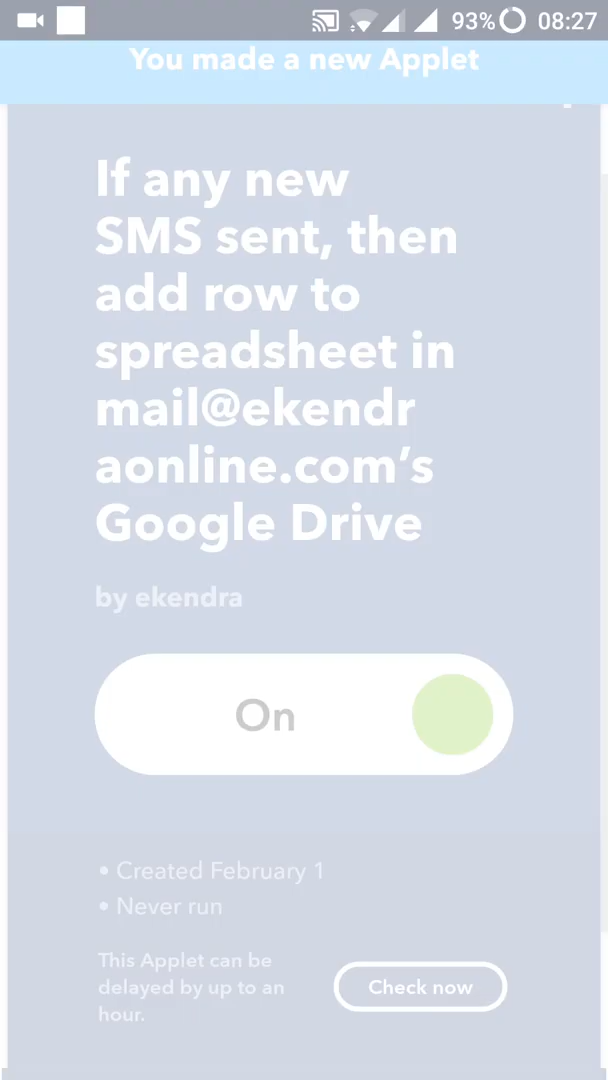 93% 08:27
You made a new Applet
If any new
SMS sent, then
add row to
spreadsheet in
mail@ekendr
aonline.com’s
Google Drive
by ekendra
On
• Created February 1
• Never run
This Applet can be
delayed by up to an
hour.
Check now